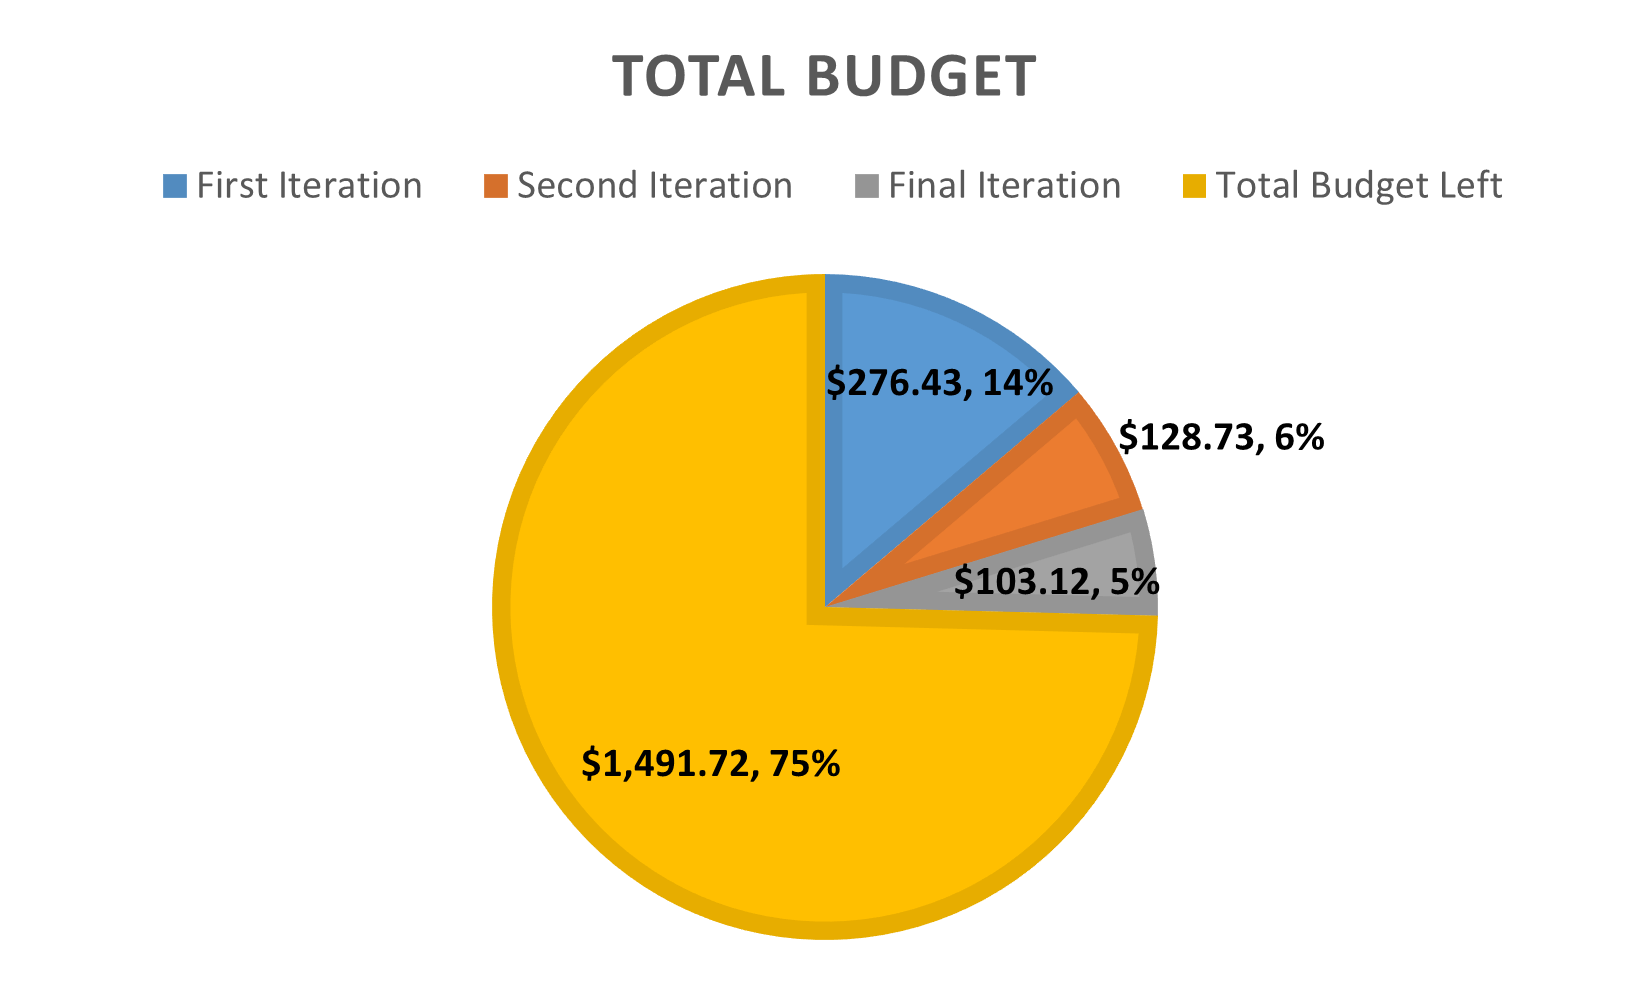 TOTAL BUDGET
First Iteration Second Iteration Final Iteration Total Budget Left
$276.43, 14%
$128.73, 6%
$103.12, 5%
$1,491.72, 75%